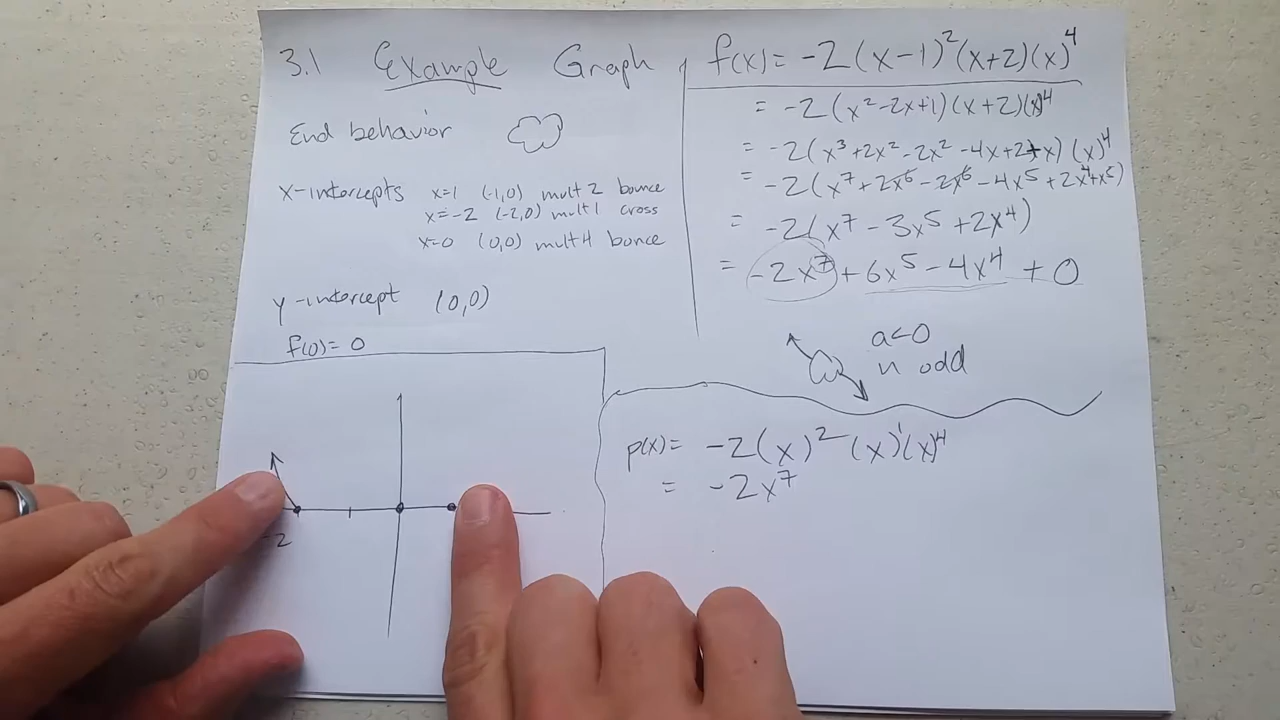 3.1 Example Graph
End behavior
x-intercepts x=1 (-1,0) mult 2 bounce
x=-2 (-2,0) mult 1 cross
x=0 (0,0) mult 4 bounce
y-intercept (0,0)
f(0)= 0
-2
f(x)= -2(x-1)²(x+2)(x)⁴
= -2(x²-2x+1)(x+2)(x)⁴
= -2(x³+2x²-2x²-4x+2+x)(x)⁴
= -2(x⁷+2x⁶-2x⁶-4x⁵+2x⁴+x⁵)
= -2(x⁷-3x⁵+2x⁴)
= -2x⁷+6x⁵-4x⁴+0
a<0
n odd
p(x)= -2(x)²(x)¹(x)⁴
= -2x⁷